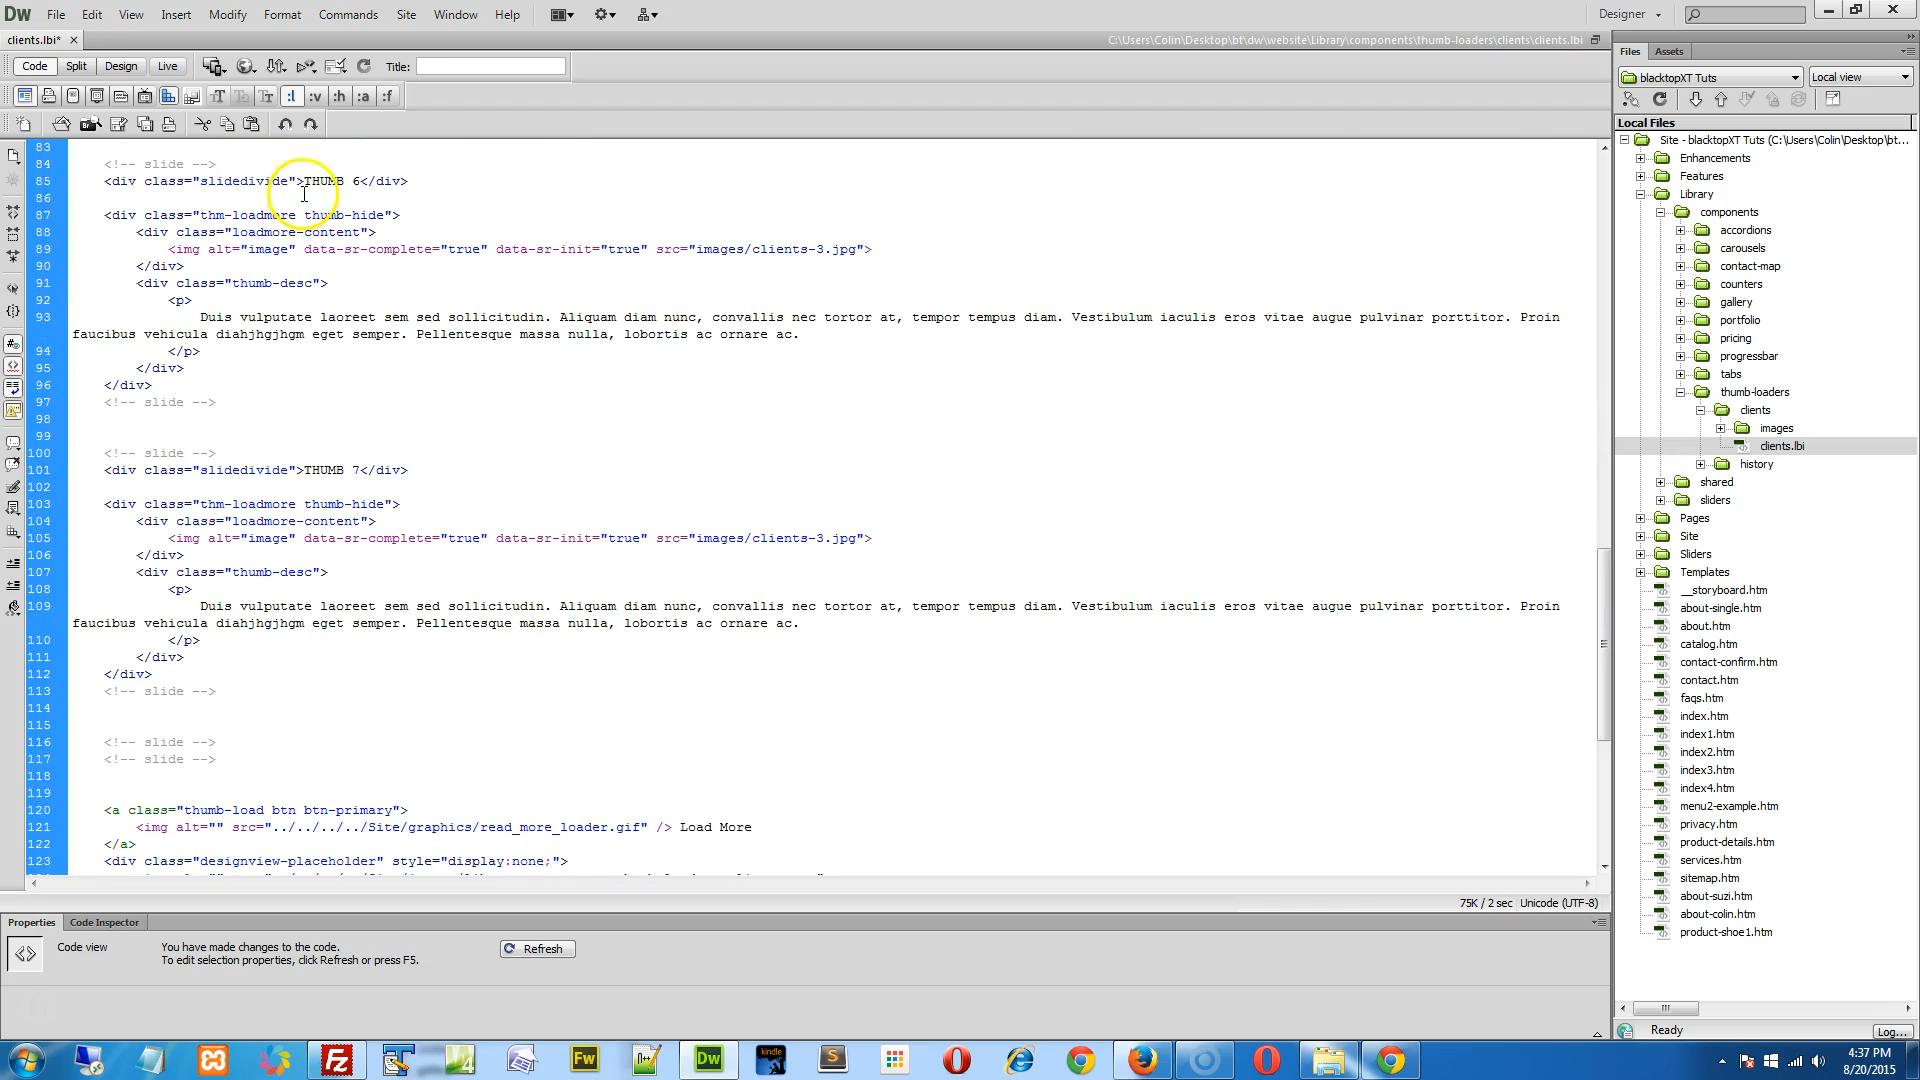 Dw File Edit View Insert Modify Format Commands Site Window Help Designer
clients.lbi* × C:\Users\Colin\Desktop\bt\dw\website\Library\components\thumb-loaders\clients\clients.lbi
Code Split Design Live Title:
:l :v :h :a :f
83
84 <!-- slide -->
85 <div class="slidedivide">THUMB 6</div>
86
87 <div class="thm-loadmore thumb-hide">
88 <div class="loadmore-content">
89 <img alt="image" data-sr-complete="true" data-sr-init="true" src="images/clients-3.jpg">
90 </div>
91 <div class="thumb-desc">
92 <p>
93 Duis vulputate laoreet sem sed sollicitudin. Aliquam diam nunc, convallis nec tortor at, tempor tempus diam. Vestibulum iaculis eros vitae augue pulvinar porttitor. Proin
faucibus vehicula diahjhgjhgm eget semper. Pellentesque massa nulla, lobortis ac ornare ac.
94 </p>
95 </div>
96 </div>
97 <!-- slide -->
98
99
100 <!-- slide -->
101 <div class="slidedivide">THUMB 7</div>
102
103 <div class="thm-loadmore thumb-hide">
104 <div class="loadmore-content">
105 <img alt="image" data-sr-complete="true" data-sr-init="true" src="images/clients-3.jpg">
106 </div>
107 <div class="thumb-desc">
108 <p>
109 Duis vulputate laoreet sem sed sollicitudin. Aliquam diam nunc, convallis nec tortor at, tempor tempus diam. Vestibulum iaculis eros vitae augue pulvinar porttitor. Proin
faucibus vehicula diahjhgjhgm eget semper. Pellentesque massa nulla, lobortis ac ornare ac.
110 </p>
111 </div>
112 </div>
113 <!-- slide -->
114
115
116 <!-- slide -->
117 <!-- slide -->
118
119
120 <a class="thumb-load btn btn-primary">
121 <img alt="" src="../../../../Site/graphics/read_more_loader.gif" /> Load More
122 </a>
123 <div class="designview-placeholder" style="display:none;">
75K / 2 sec Unicode (UTF-8)
Properties Code Inspector
Code view You have made changes to the code.
To edit selection properties, click Refresh or press F5.
Refresh
Files Assets
blacktopXT Tuts Local view
Local Files
Site - blacktopXT Tuts (C:\Users\Colin\Desktop\bt...
Enhancements
Features
Library
components
accordions
carousels
contact-map
counters
gallery
portfolio
pricing
progressbar
tabs
thumb-loaders
clients
images
clients.lbi
history
shared
sliders
Pages
Site
Sliders
Templates
__storyboard.htm
about-single.htm
about.htm
catalog.htm
contact-confirm.htm
contact.htm
faqs.htm
index.htm
index1.htm
index2.htm
index3.htm
index4.htm
menu2-example.htm
privacy.htm
product-details.htm
services.htm
sitemap.htm
about-suzi.htm
about-colin.htm
product-shoe1.htm
Ready Log...
Fz Fw Dw kindle S
4:37 PM
8/20/2015